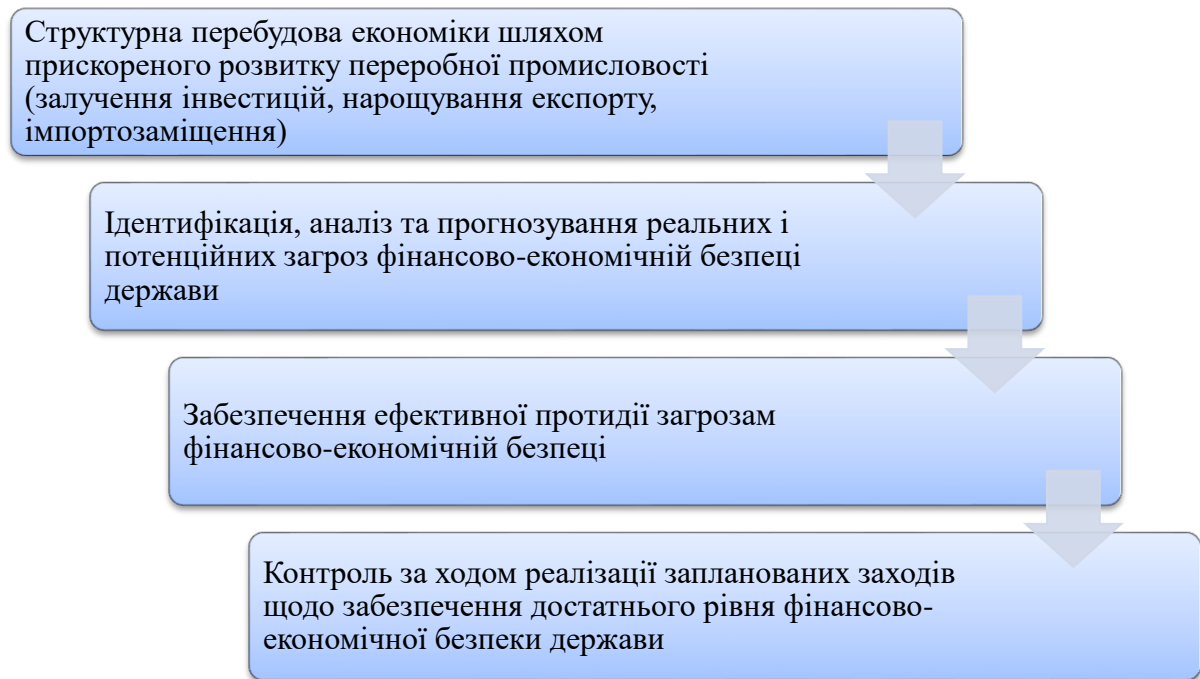 Структурна перебудова економіки шляхом
прискореного розвитку переробної промисловості
(залучення інвестицій, нарощування експорту,
імпортозаміщення)
Ідентифікація, аналіз та прогнозування реальних і
потенційних загроз фінансово-економічній безпеці
держави
Забезпечення ефективної протидії загрозам
фінансово-економічній безпеці
Контроль за ходом реалізації запланованих заходів
щодо забезпечення достатнього рівня фінансово-
економічної безпеки держави